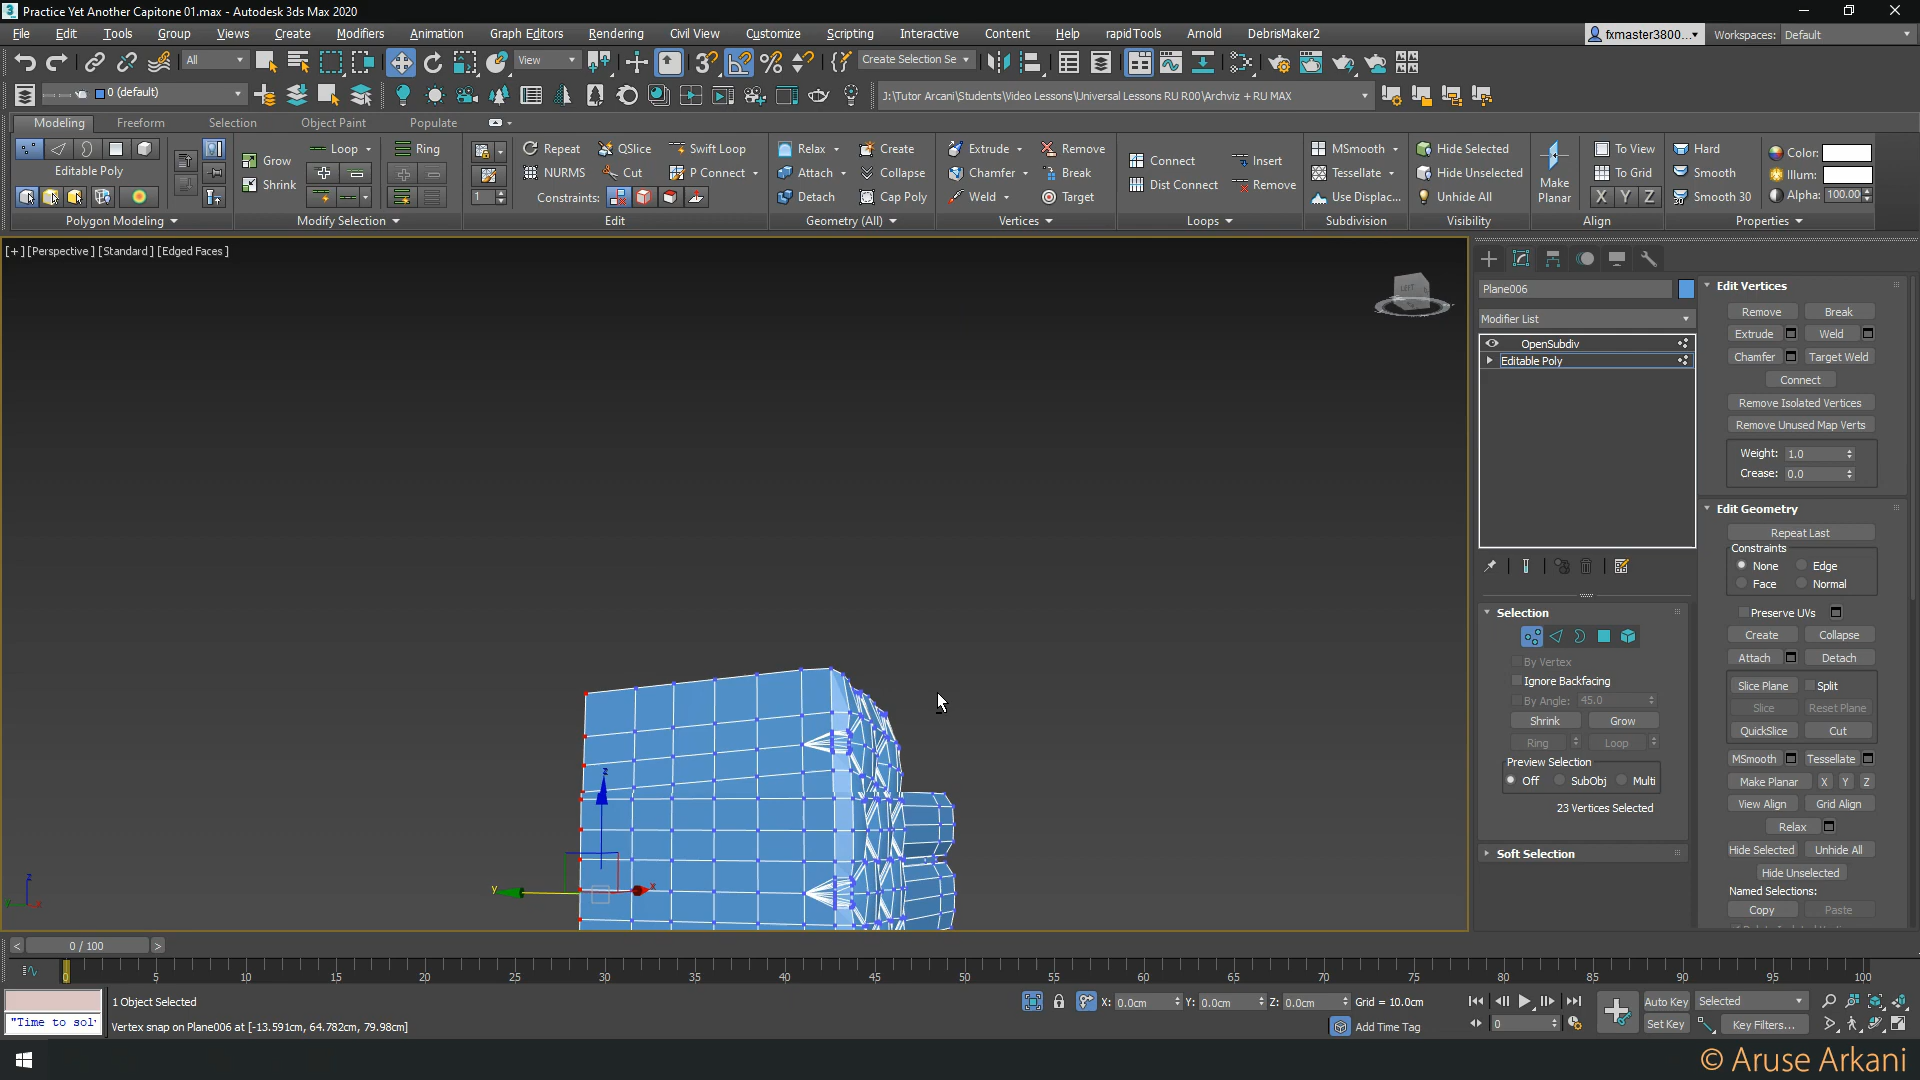 Practice Yet Another Capitone 01.max - Autodesk 3ds Max 2020
File Edit Tools Group Views Create Modifiers Animation Graph Editors Rendering Civil View Customize Scripting Interactive Content Help rapidTools Arnold DebrisMaker2
fxmaster3800... Workspaces: Default
All View Create Selection Se
0 (default) J:\Tutor Arcani\Students\Video Lessons\Universal Lessons RU R00\Archviz + RU MAX
Modeling Freeform Selection Object Paint Populate
Loop Ring Repeat QSlice Swift Loop Relax Create Extrude Remove MSmooth Hide Selected To View Hard Color:
Editable Poly Grow NURMS Cut P Connect Attach Collapse Chamfer Break Connect Insert Tessellate Hide Unselected Make Planar To Grid Smooth Illum:
Shrink 1 Constraints: Detach Cap Poly Weld Target Dist Connect Remove Use Displac... Unhide All X Y Z Smooth 30 Alpha: 100.00
Polygon Modeling Modify Selection Edit Geometry (All) Vertices Loops Subdivision Visibility Align Properties
[+] [Perspective] [Standard] [Edged Faces]
LEFT
Plane006
Modifier List
OpenSubdiv
Editable Poly
Selection
By Vertex
Ignore Backfacing
By Angle: 45.0
Shrink Grow
Ring Loop
Preview Selection
Off SubObj Multi
23 Vertices Selected
Soft Selection
Edit Vertices
Remove Break
Extrude Weld
Chamfer Target Weld
Connect
Remove Isolated Vertices
Remove Unused Map Verts
Weight: 1.0
Crease: 0.0
Edit Geometry
Repeat Last
Constraints
None Edge
Face Normal
Preserve UVs
Create Collapse
Attach Detach
Slice Plane Split
Slice Reset Plane
QuickSlice Cut
MSmooth Tessellate
Make Planar X Y Z
View Align Grid Align
Relax
Hide Selected Unhide All
Hide Unselected
Named Selections:
Copy Paste
z
y x
z
y x
< 0 / 100 >
0 5 10 15 20 25 30 35 40 45 50 55 60 65 70 75 80 85 90 95 100
1 Object Selected X: 0.0cm Y: 0.0cm Z: 0.0cm Grid = 10.0cm Auto Key Selected
"Time to sol Vertex snap on Plane006 at [-13.591cm, 64.782cm, 79.98cm] Add Time Tag 0 Set Key Key Filters...
© Aruse Arkani